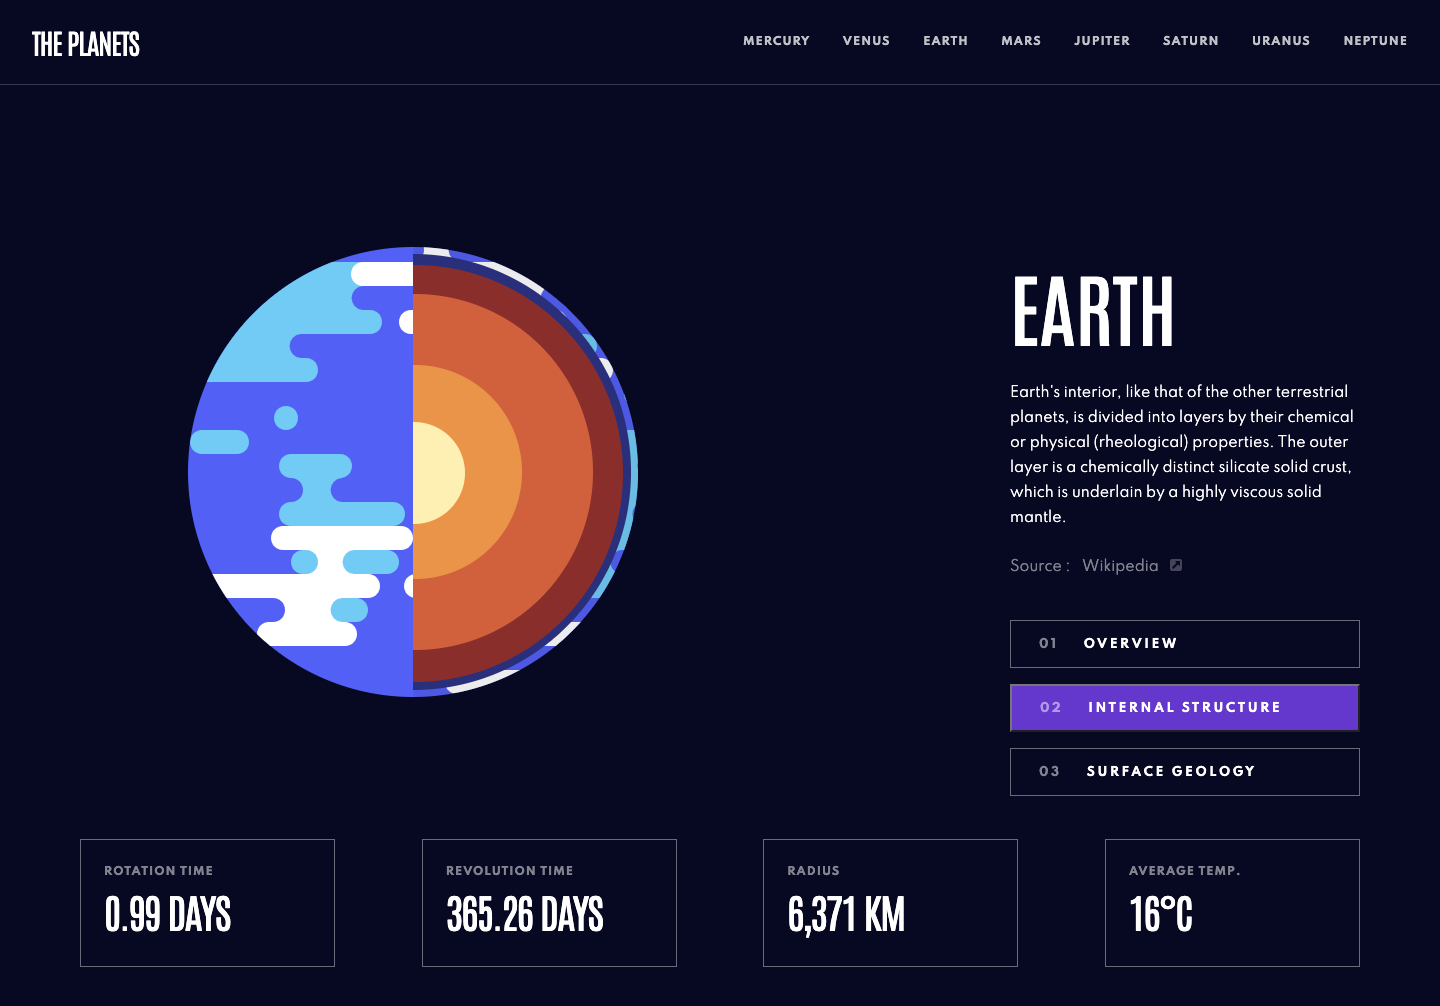 THE PLANETS
MERCURY VENUS EARTH MARS JUPITER SATURN URANUS NEPTUNE
EARTH
Earth's interior, like that of the other terrestrial
planets, is divided into layers by their chemical
or physical (rheological) properties. The outer
layer is a chemically distinct silicate solid crust,
which is underlain by a highly viscous solid
mantle.
Source : Wikipedia
01 OVERVIEW
02 INTERNAL STRUCTURE
03 SURFACE GEOLOGY
ROTATION TIME
0.99 DAYS
REVOLUTION TIME
365.26 DAYS
RADIUS
6,371 KM
AVERAGE TEMP.
16°C